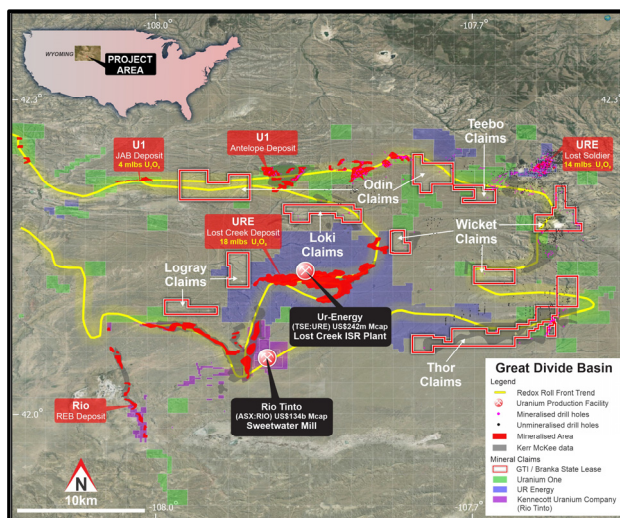 -108.0°
-107.7°
WYOMING
PROJECT
AREA
-42.3°
-42.3°
U1
JAB Deposit
4 mlbs U₃O₈
U1
Antelope Deposit
Teebo
Claims
URE
Lost Soldier
14 mlbs U₃O₈
Odin
Claims
URE
Lost Creek Deposit
18 mlbs U₃O₈
Loki
Claims
Wicket
Claims
Logray
Claims
Ur-Energy
(TSE:URE) US$242m Mcap
Lost Creek ISR Plant
Thor
Claims
Rio
REB Deposit
Rio Tinto
(ASX:RIO) US$134b Mcap
Sweetwater Mill
-42.0°
N
10km
-108.0°
-107.7°
Great Divide Basin
Legend
Redox Roll Front Trend
Uranium Production Facility
Mineralised drill holes
Unmineralised drill holes
Mineralised Area
Kerr McKee data
Mineral Claims
GTI / Branka State Lease
Uranium One
UR Energy
Kennecott Uranium Company
(Rio Tinto)